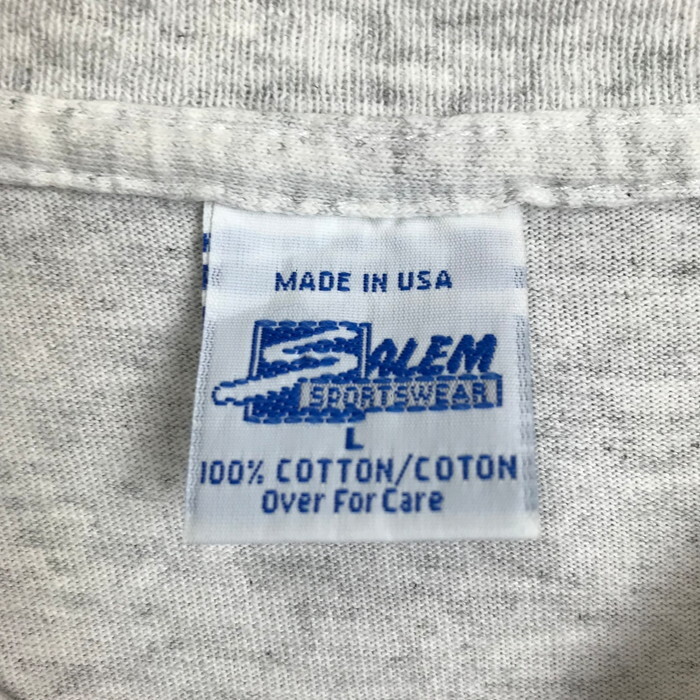 MADE IN USA
SALEM
SPORTSWEAR
L
100% COTTON/COTON
Over For Care